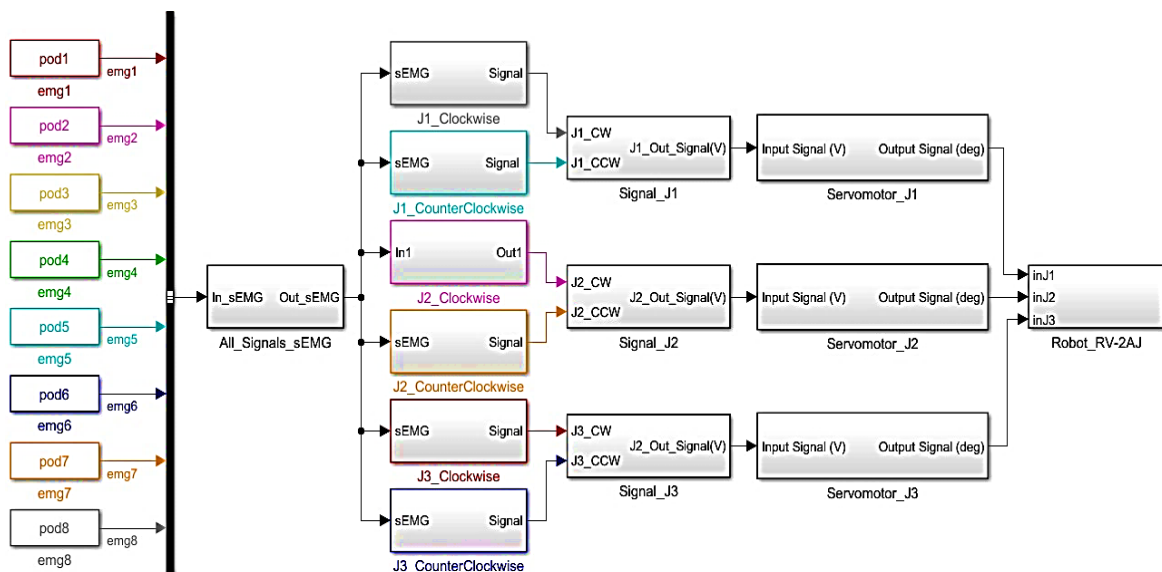 pod1
emg1
emg1
pod2
emg2
emg2
pod3
emg3
emg3
pod4
emg4
emg4
pod5
emg5
emg5
pod6
emg6
emg6
pod7
emg7
emg7
pod8
emg8
emg8
In_sEMG Out_sEMG
All_Signals_sEMG
sEMG Signal
J1_Clockwise
sEMG Signal
J1_CounterClockwise
In1 Out1
J2_Clockwise
sEMG Signal
J2_CounterClockwise
sEMG Signal
J3_Clockwise
sEMG Signal
J3_CounterClockwise
J1_CW
J1_Out_Signal(V)
J1_CCW
Signal_J1
J2_CW
J2_Out_Signal(V)
J2_CCW
Signal_J2
J3_CW
J2_Out_Signal(V)
J3_CCW
Signal_J3
Input Signal (V) Output Signal (deg)
Servomotor_J1
Input Signal (V) Output Signal (deg)
Servomotor_J2
Input Signal (V) Output Signal (deg)
Servomotor_J3
inJ1
inJ2
inJ3
Robot_RV-2AJ